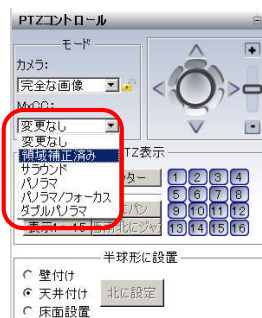 PTZコントロール
モード
カメラ:
完全な画像
変更なし
変更なし
領域補正済み
サラウンド
パノラマ
パノラマ/フォーカス
ダブルパノラマ
TZ表示
ター
1 2 3 4
5 6 7 8
パン
9 10 11 12
13 14 15 16
半球形に設置
壁付け
天井付け
北に設定
床面設置